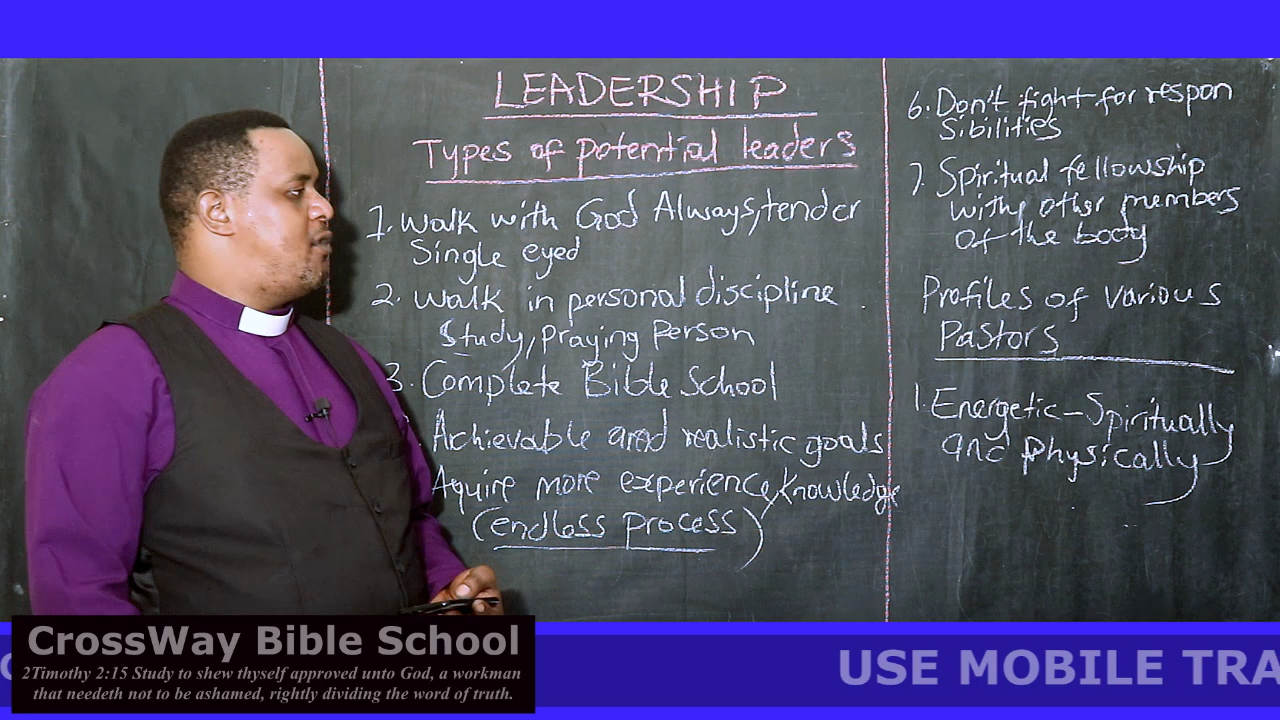 LEADERSHIP
Types of potential leaders
1. Walk with God Always, tender
Single eyed
2. Walk in personal discipline
Study, praying Person
3. Complete Bible School
Achievable and realistic goals
Aquire more experience, knowledge
(endless process)
6. Don't fight for respon
sibilities
7. Spiritual fellowship
with other members
of the body
Profiles of various
Pastors
1. Energetic - Spiritually
and physically
CrossWay Bible School
2Timothy 2:15 Study to shew thyself approved unto God, a workman
that needeth not to be ashamed, rightly dividing the word of truth.
USE MOBILE TRA